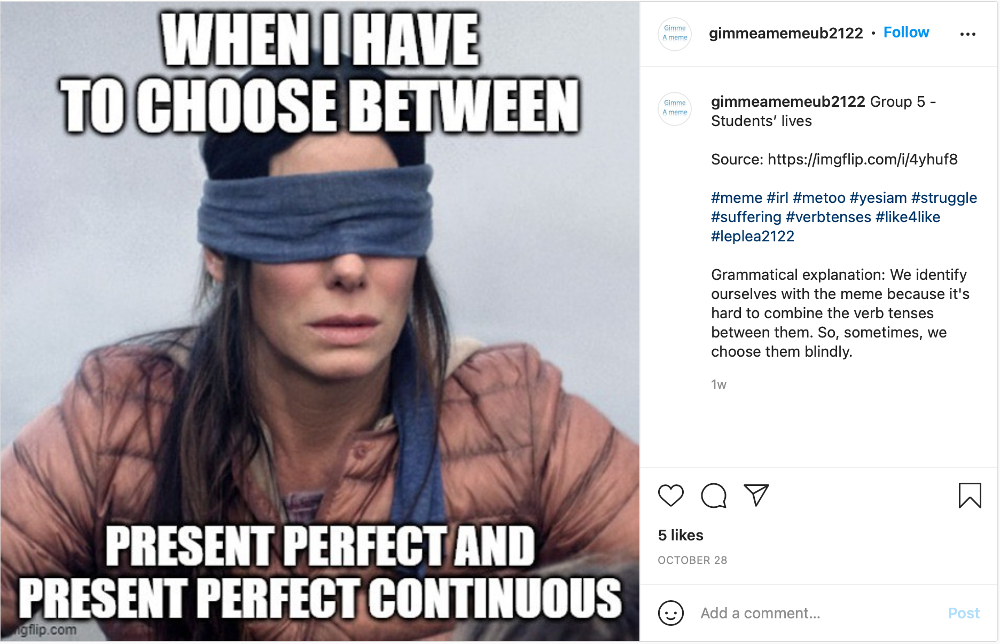 WHEN I HAVE
TO CHOOSE BETWEEN
PRESENT PERFECT AND
PRESENT PERFECT CONTINUOUS
gflip.com
Gimme
A meme
gimmeamemeub2122 • Follow
Gimme
A meme
gimmeamemeub2122 Group 5 -
Students’ lives
Source: https://imgflip.com/i/4yhuf8
#meme #irl #metoo #yesiam #struggle
#suffering #verbtenses #like4like
#leplea2122
Grammatical explanation: We identify
ourselves with the meme because it's
hard to combine the verb tenses
between them. So, sometimes, we
choose them blindly.
1w
5 likes
OCTOBER 28
Add a comment...
Post